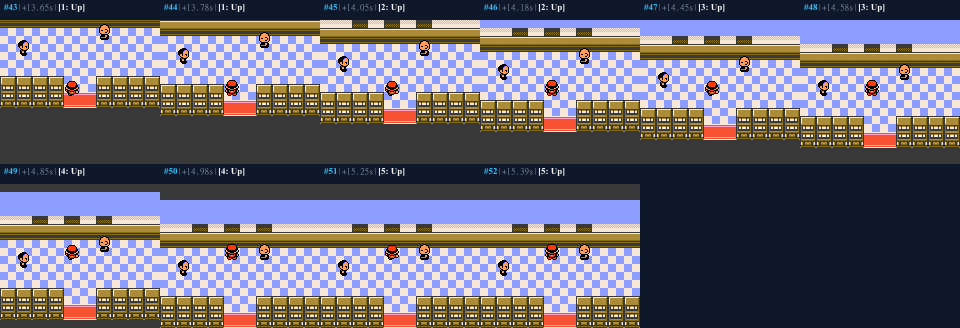 #43 |+13.65s| [1: Up]
#44 |+13.78s| [1: Up]
#45 |+14.05s| [2: Up]
#46 |+14.18s| [2: Up]
#47 |+14.45s| [3: Up]
#48 |+14.58s| [3: Up]
#49 |+14.85s| [4: Up]
#50 |+14.98s| [4: Up]
#51 |+15.25s| [5: Up]
#52 |+15.39s| [5: Up]